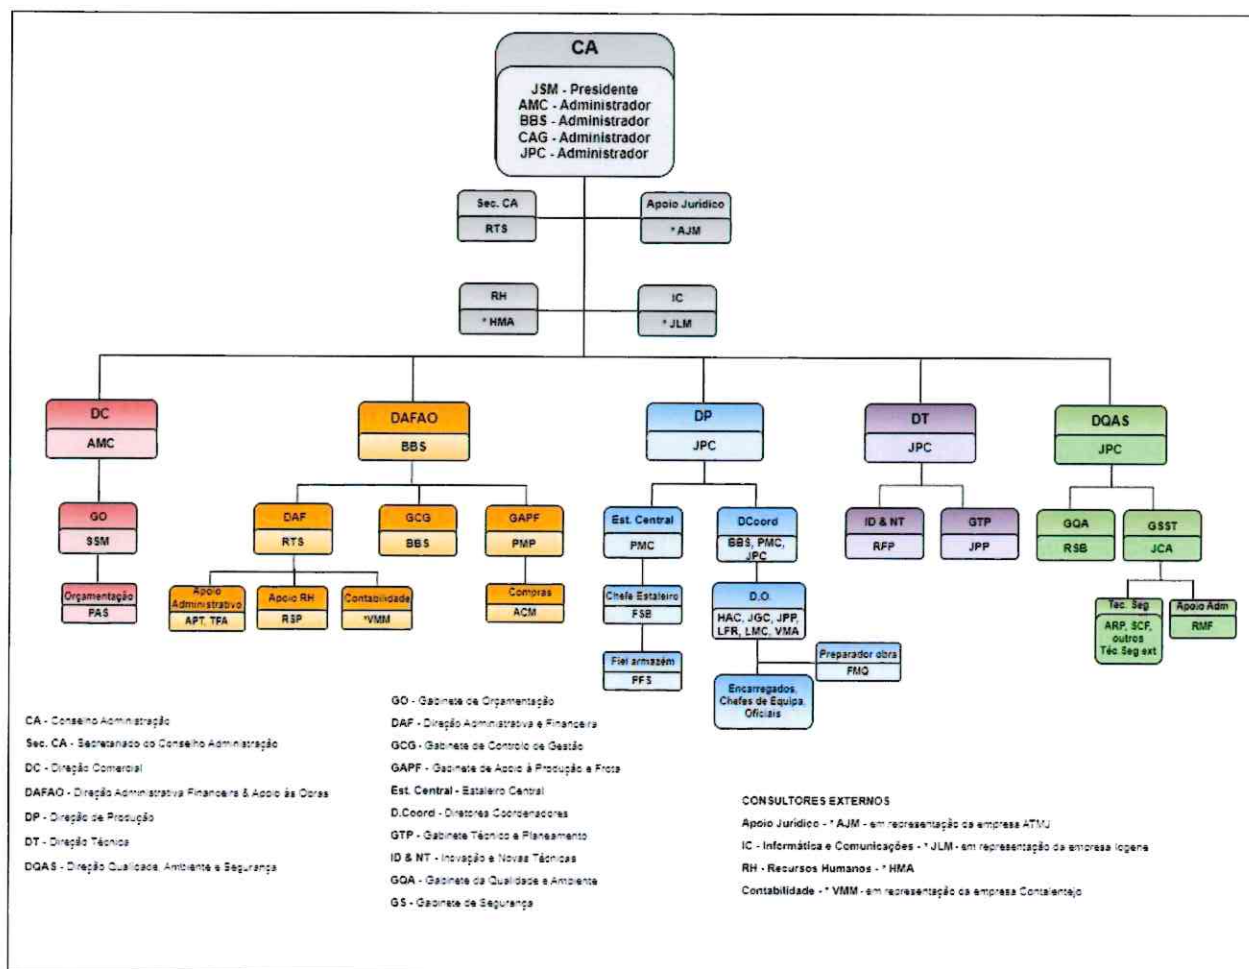 CA
JSM - Presidente
AMC - Administrador
BBS - Administrador
CAG - Administrador
JPC - Administrador
Sec. CA
RTS
Apoio Jurídico
* AJM
RH
* HMA
IC
* JLM
DC
AMC
DAFAO
BBS
DP
JPC
DT
JPC
DQAS
JPC
GO
SSM
DAF
RTS
GCG
BBS
GAPF
PMP
Est. Central
PMC
DCoord
BBS, PMC,
JPC
ID & NT
RFP
GTP
JPP
GQA
RSB
GSST
JCA
Orçamentação
PAS
Apoio
Administrativo
APT, TFA
Apoio RH
RSP
Contabilidade
*VMM
Compras
ACM
Chefe Estaleiro
FSB
D.O.
HAC, JGC, JPP,
LFR, LMC, VMA
Tec. Seg
ARP, SCF,
outros
Téc Seg ext
Apoio Adm
RMF
Fiel armazém
PFS
Preparador obra
FMQ
Encarregados,
Chefes de Equipa,
Oficiais
CA - Conselho Administração
Sec. CA - Secretariado do Conselho Administração
DC - Direção Comercial
DAFAO - Direção Administrativa Financeira & Apoio às Obras
DP - Direção de Produção
DT - Direção Técnica
DQAS - Direção Qualidade, Ambiente e Segurança
GO - Gabinete de Orçamentação
DAF - Direção Administrativa e Financeira
GCG - Gabinete de Controlo de Gestão
GAPF - Gabinete de Apoio à Produção e Frota
Est. Central - Estaleiro Central
D.Coord - Diretores Coordenadores
GTP - Gabinete Técnico e Planeamento
ID & NT - Inovação e Novas Técnicas
GQA - Gabinete da Qualidade e Ambiente
GS - Gabinete de Segurança
CONSULTORES EXTERNOS
Apoio Jurídico - * AJM - em representação da empresa ATMJ
IC - Informática e Comunicações - * JLM - em representação da empresa Iogene
RH - Recursos Humanos - * HMA
Contabilidade - * VMM - em representação da empresa Contalentejo